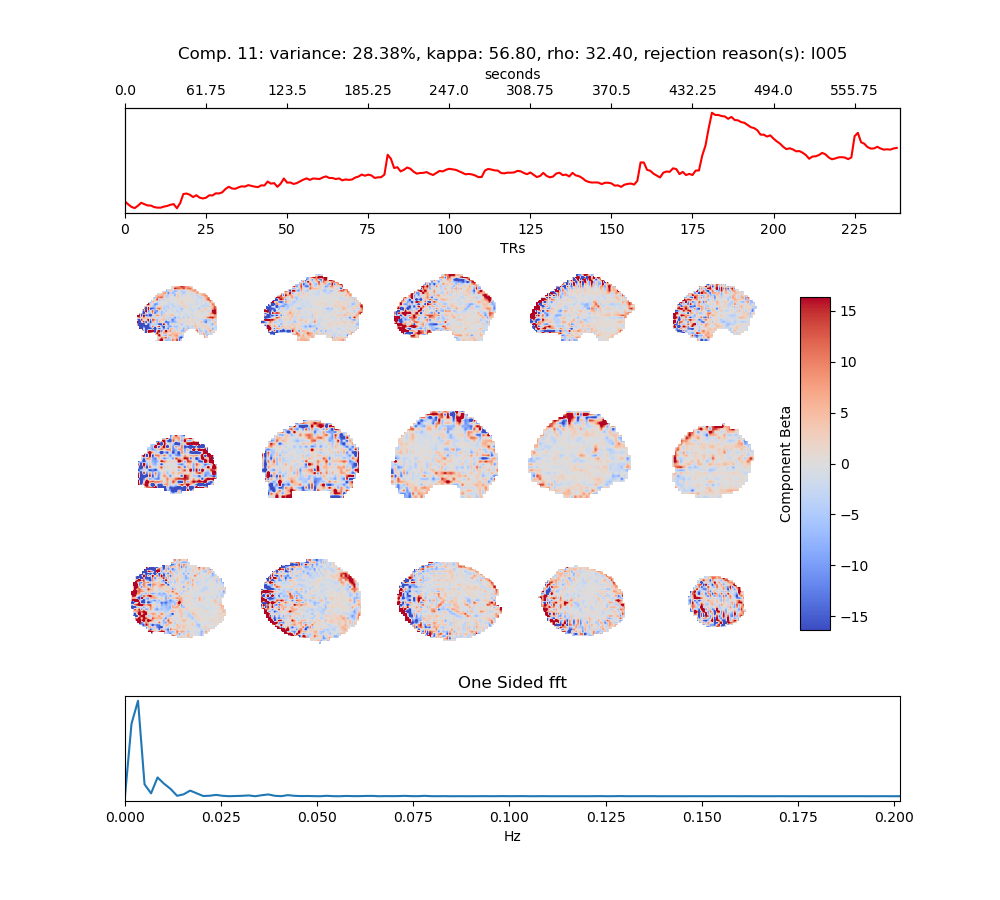 Comp. 11: variance: 28.38%, kappa: 56.80, rho: 32.40, rejection reason(s): I005
seconds
0.0 61.75 123.5 185.25 247.0 308.75 370.5 432.25 494.0 555.75
0 25 50 75 100 125 150 175 200 225
TRs
15
10
5
0
−5
−10
−15
Component Beta
One Sided fft
0.000 0.025 0.050 0.075 0.100 0.125 0.150 0.175 0.200
Hz